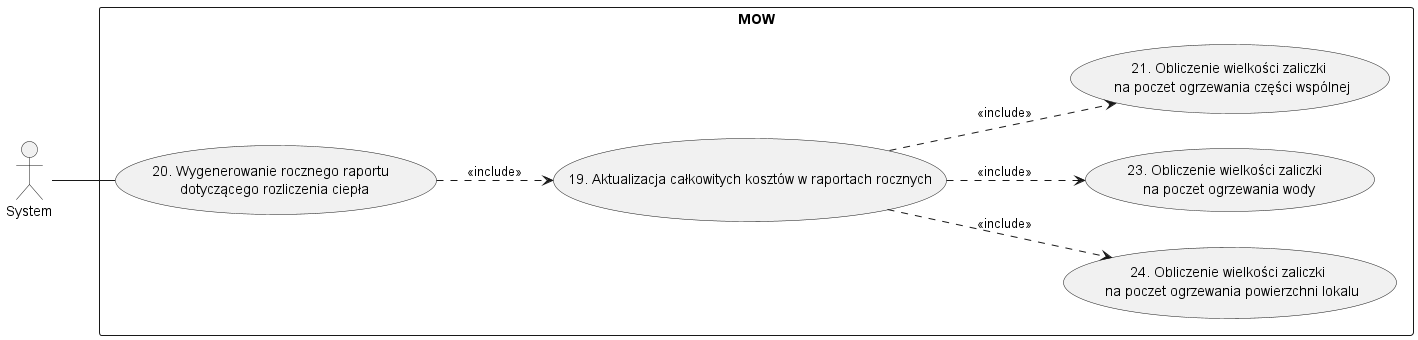 MOW
System
20. Wygenerowanie rocznego raportu
dotyczącego rozliczenia ciepła
«include»
19. Aktualizacja całkowitych kosztów w raportach rocznych
«include»
21. Obliczenie wielkości zaliczki
na poczet ogrzewania części wspólnej
«include»
23. Obliczenie wielkości zaliczki
na poczet ogrzewania wody
«include»
24. Obliczenie wielkości zaliczki
na poczet ogrzewania powierzchni lokalu